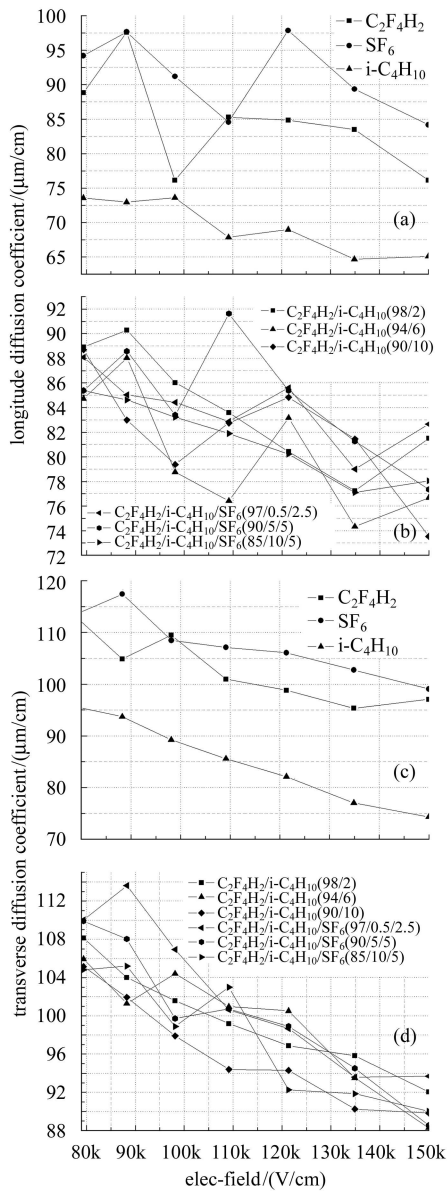 longitude diffusion coefficient/(μm/cm)
100
95
90
85
80
75
70
65
C₂F₄H₂
SF₆
i-C₄H₁₀
(a)
92
90
88
86
84
82
80
78
76
74
72
C₂F₄H₂/i-C₄H₁₀(98/2)
C₂F₄H₂/i-C₄H₁₀(94/6)
C₂F₄H₂/i-C₄H₁₀(90/10)
C₂F₄H₂/i-C₄H₁₀/SF₆(97/0.5/2.5)
C₂F₄H₂/i-C₄H₁₀/SF₆(90/5/5)
C₂F₄H₂/i-C₄H₁₀/SF₆(85/10/5)
(b)
transverse diffusion coefficient/(μm/cm)
120
110
100
90
80
70
C₂F₄H₂
SF₆
i-C₄H₁₀
(c)
112
108
104
100
96
92
88
C₂F₄H₂/i-C₄H₁₀(98/2)
C₂F₄H₂/i-C₄H₁₀(94/6)
C₂F₄H₂/i-C₄H₁₀(90/10)
C₂F₄H₂/i-C₄H₁₀/SF₆(97/0.5/2.5)
C₂F₄H₂/i-C₄H₁₀/SF₆(90/5/5)
C₂F₄H₂/i-C₄H₁₀/SF₆(85/10/5)
(d)
80k 90k 100k 110k 120k 130k 140k 150k
elec-field/(V/cm)